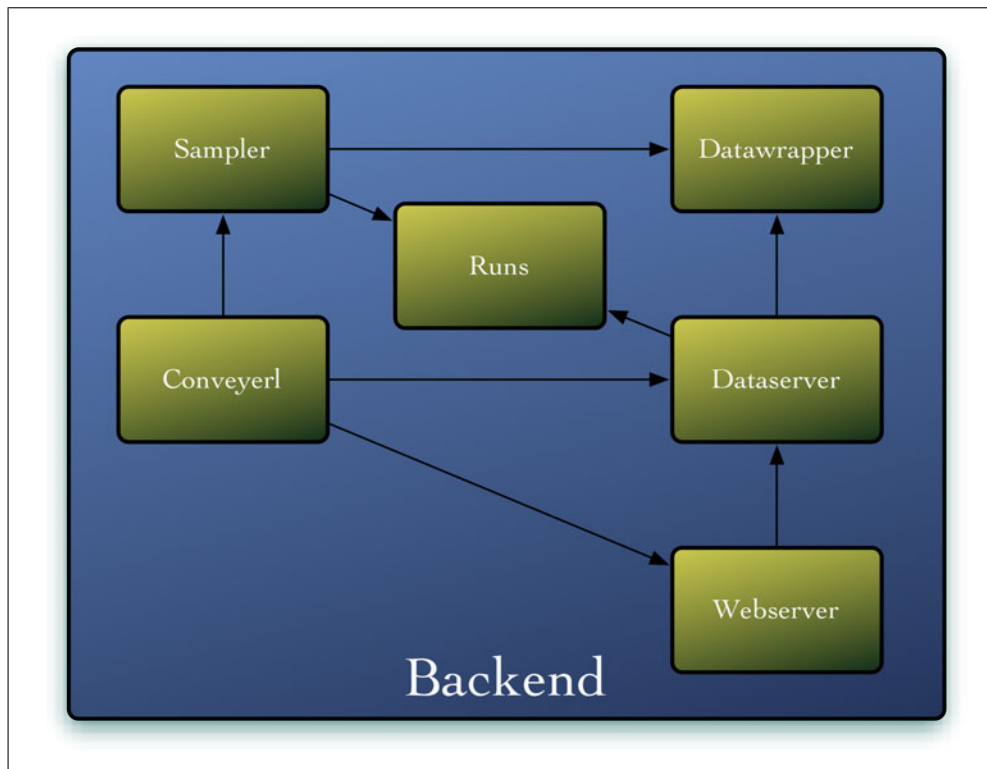 Sampler
Datawrapper
Runs
Conveyerl
Dataserver
Webserver
Backend